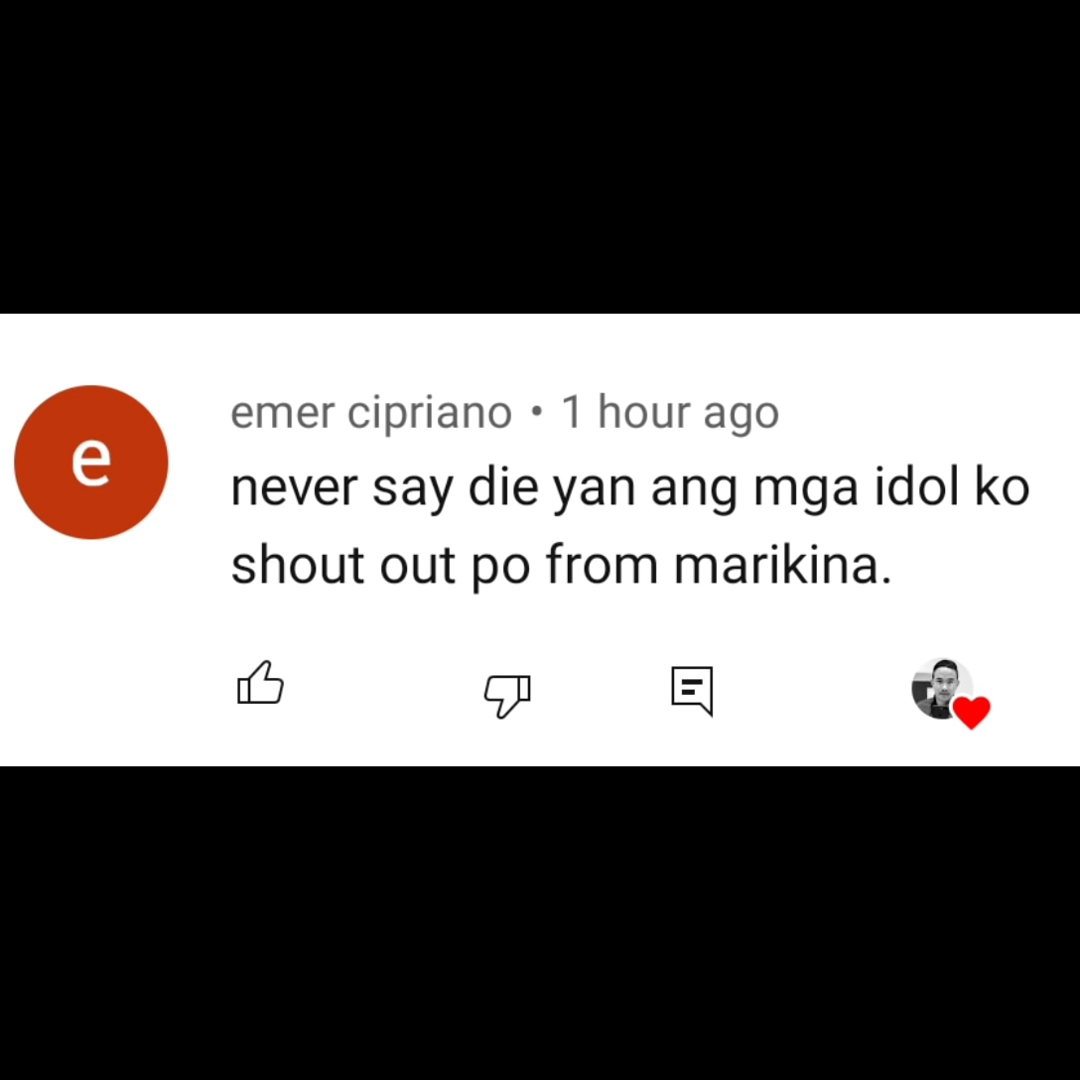 e
emer cipriano • 1 hour ago
never say die yan ang mga idol ko
shout out po from marikina.